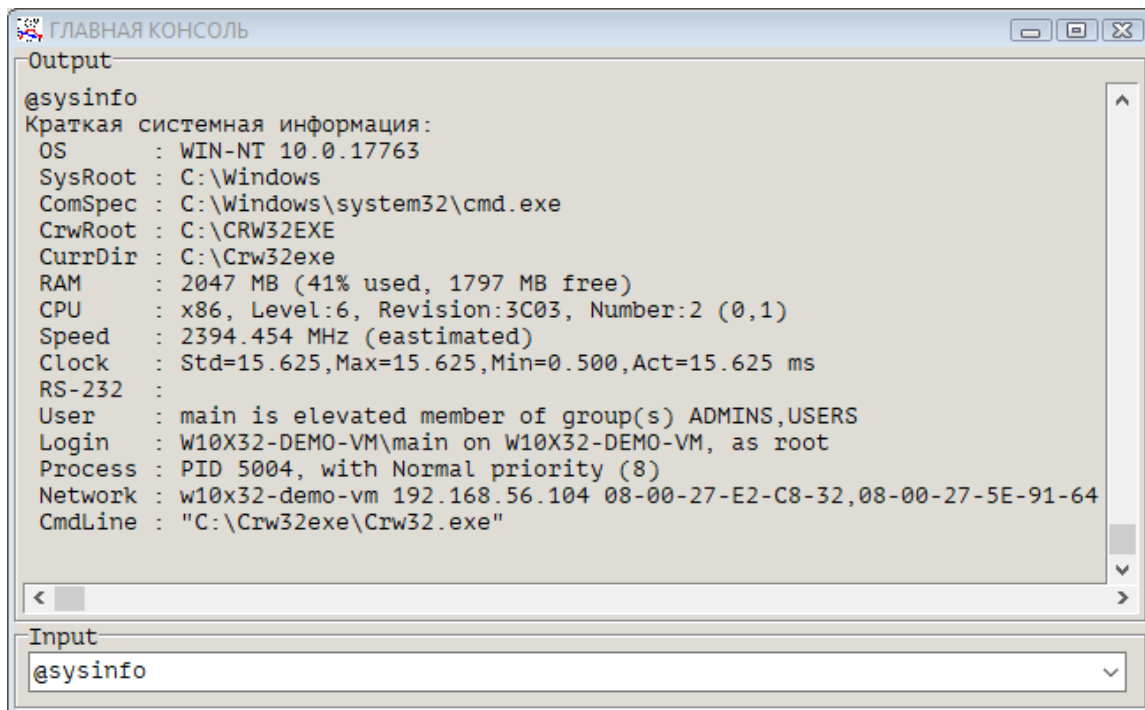 ГЛАВНАЯ КОНСОЛЬ
Output
@sysinfo
Краткая системная информация:
OS : WIN-NT 10.0.17763
SysRoot : C:\Windows
ComSpec : C:\Windows\system32\cmd.exe
CrwRoot : C:\CRW32EXE
CurrDir : C:\Crw32exe
RAM : 2047 MB (41% used, 1797 MB free)
CPU : x86, Level:6, Revision:3C03, Number:2 (0,1)
Speed : 2394.454 MHz (eastimated)
Clock : Std=15.625,Max=15.625,Min=0.500,Act=15.625 ms
RS-232 :
User : main is elevated member of group(s) ADMINS,USERS
Login : W10X32-DEMO-VM\main on W10X32-DEMO-VM, as root
Process : PID 5004, with Normal priority (8)
Network : w10x32-demo-vm 192.168.56.104 08-00-27-E2-C8-32,08-00-27-5E-91-64
CmdLine : "C:\Crw32exe\Crw32.exe"
Input
@sysinfo